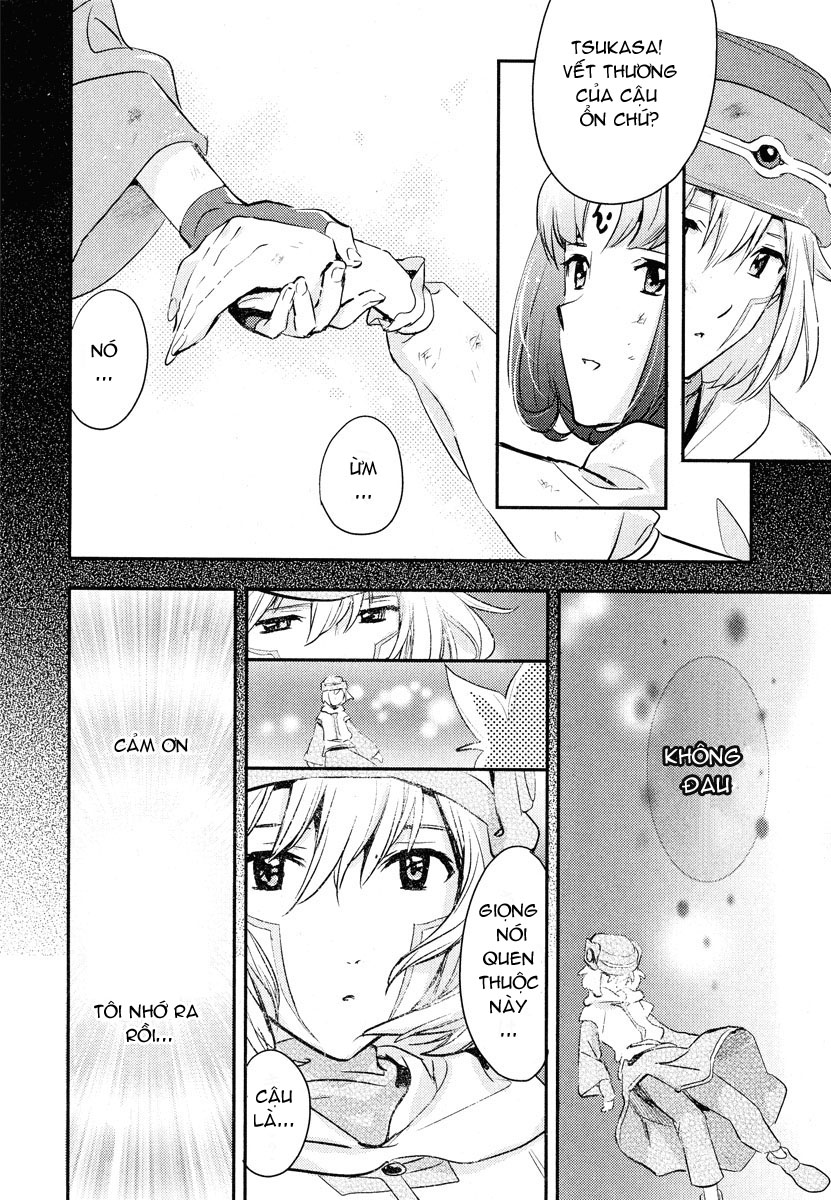 TSUKASA!
VẾT THƯƠNG
CỦA CẬU
ỔN CHỨ?
ỪM
...
NÓ
...
KHÔNG
ĐAU
GIỌNG
NÓI
QUEN
THUỘC
NÀY
...
CẬU
LÀ...
CẢM ƠN
TÔI NHỚ RA
RỒI...